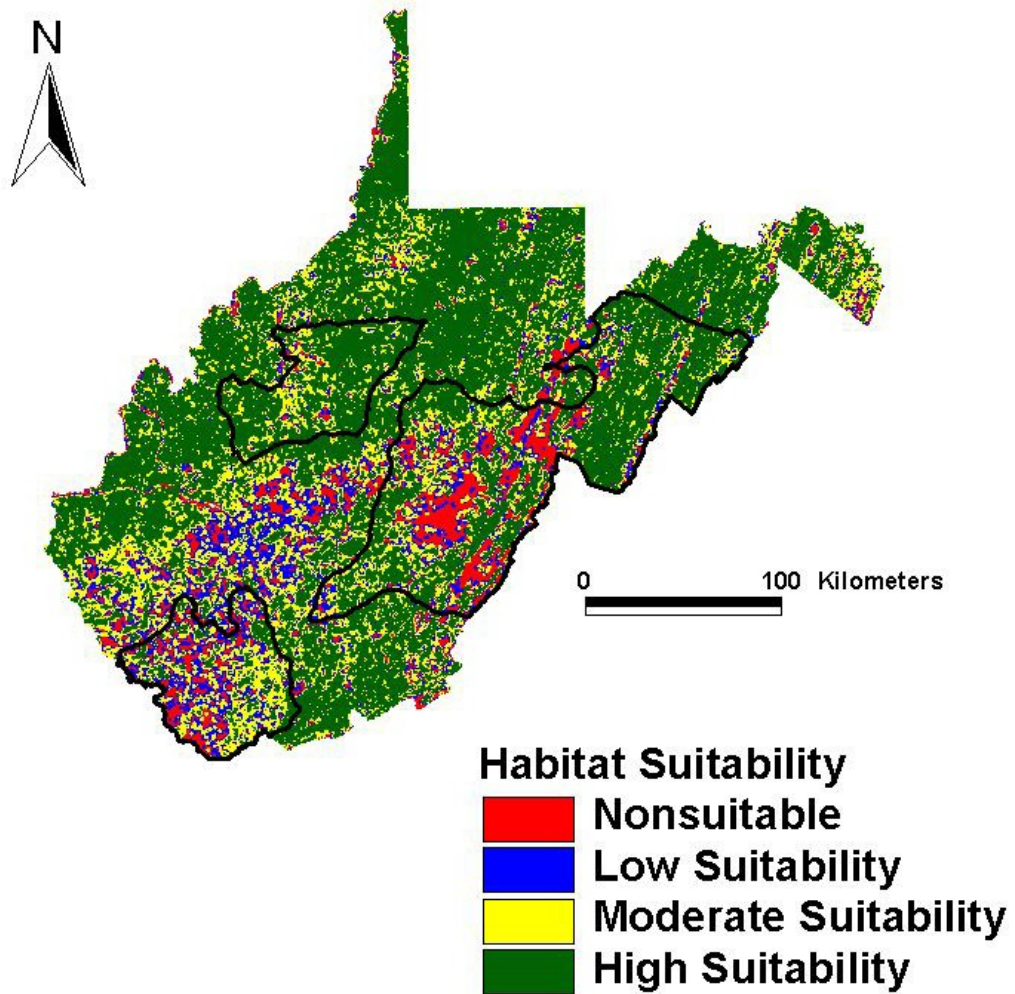 N
0 100 Kilometers
Habitat Suitability
Nonsuitable
Low Suitability
Moderate Suitability
High Suitability